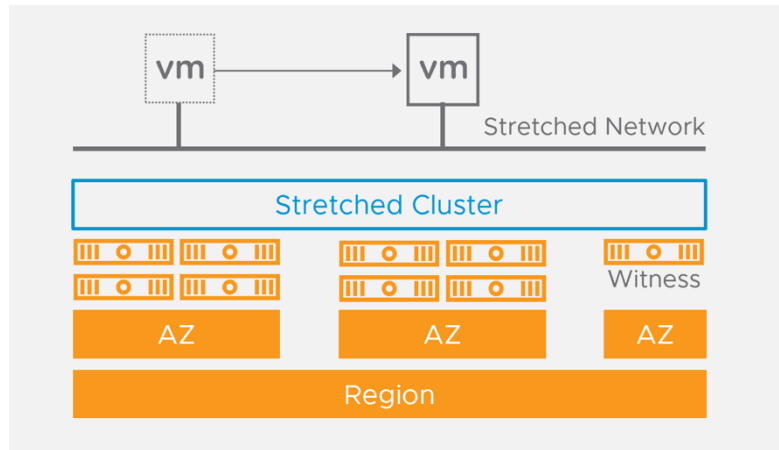 vm
vm
Stretched Network
Stretched Cluster
Witness
AZ
AZ
AZ
Region